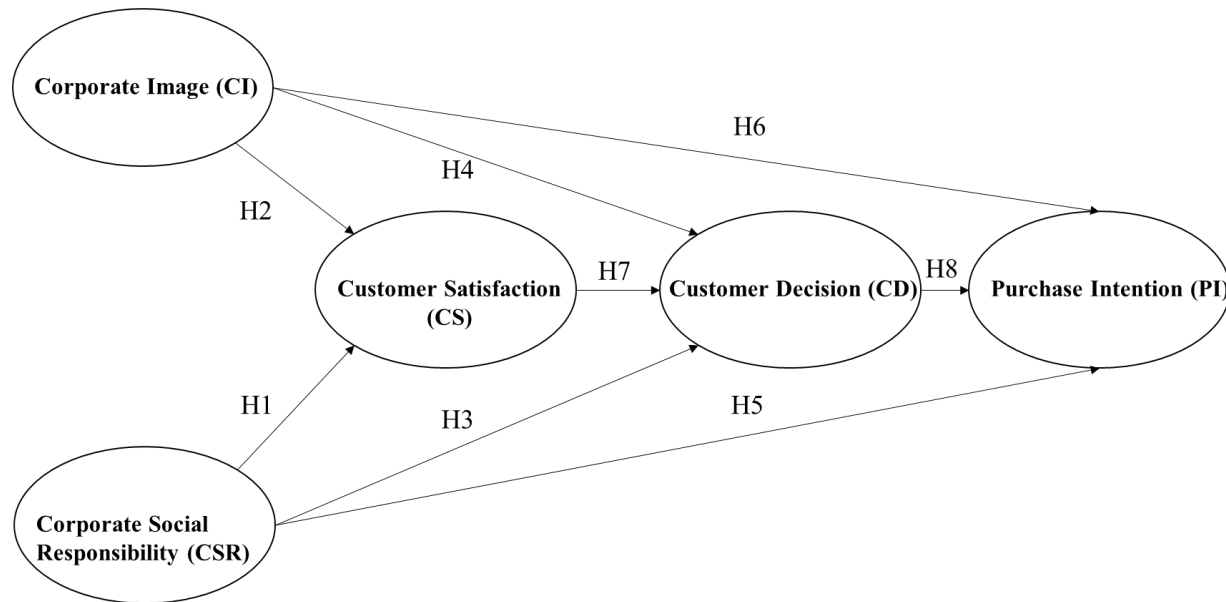 Corporate Image (CI)
H6
H4
H2
Customer Satisfaction
(CS)
H7
Customer Decision (CD)
H8
Purchase Intention (PI)
H1
H3
H5
Corporate Social
Responsibility (CSR)